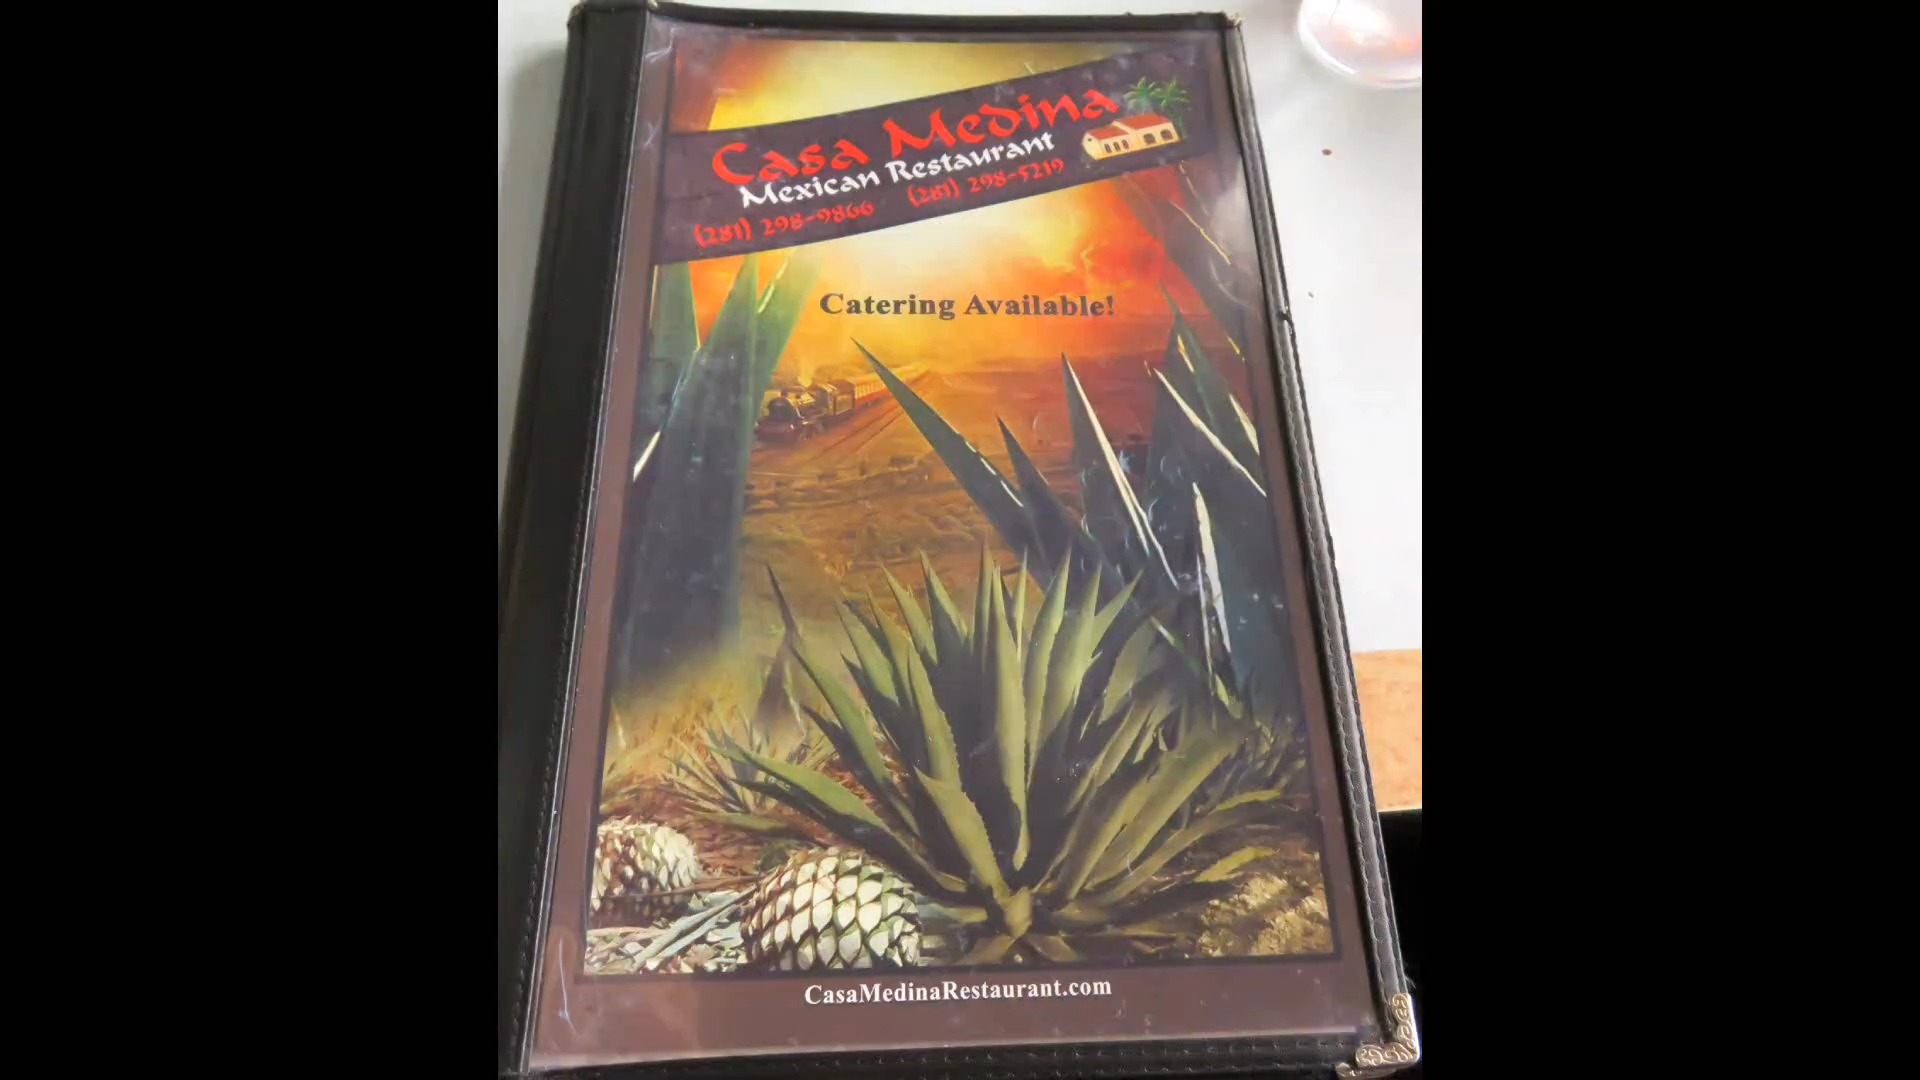 Casa Medina
Mexican Restaurant
(281) 298-9866 (281) 298-5219
Catering Available!
CasaMedinaRestaurant.com